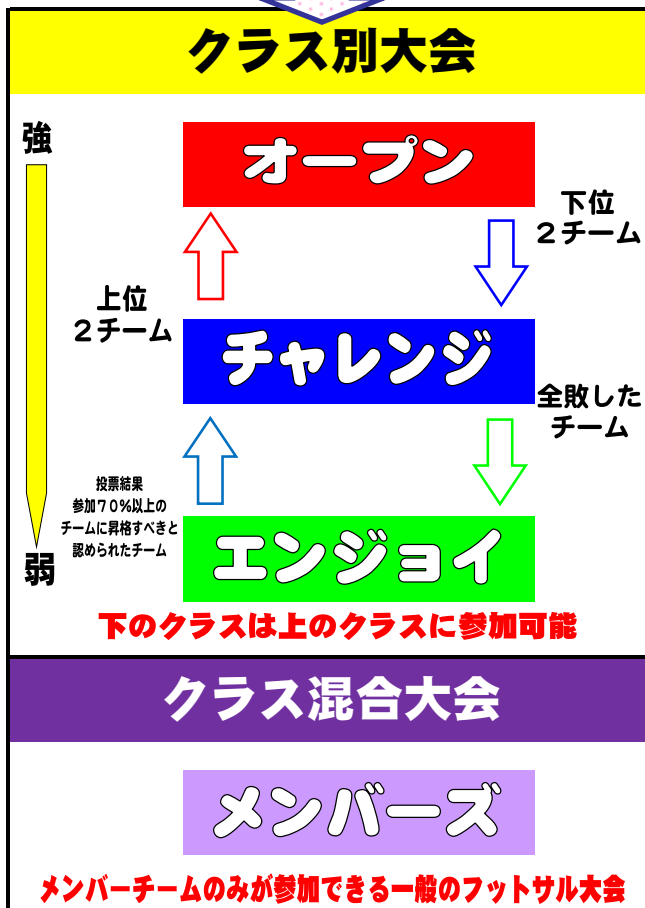 クラス別大会
強
オープン
下位
２チーム
上位
２チーム
チャレンジ
全敗した
チーム
投票結果
参加７０％以上の
チームに昇格すべきと
認められたチーム
エンジョイ
弱
下のクラスは上のクラスに参加可能
クラス混合大会
メンバーズ
メンバーチームのみが参加できる一般のフットサル大会